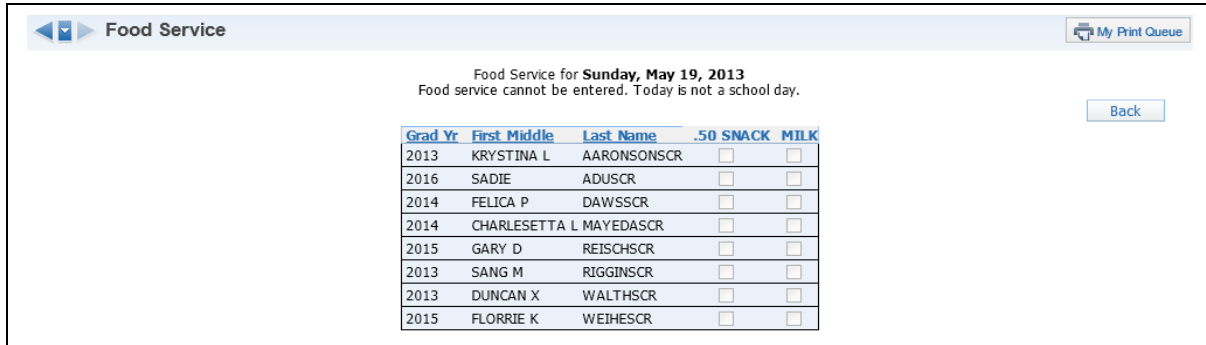 Food Service
My Print Queue
Food Service for Sunday, May 19, 2013
Food service cannot be entered. Today is not a school day.
Back
Grad Yr First Middle Last Name .50 SNACK MILK
2013 KRYSTINA L AARONSONSCR
2016 SADIE ADUSCR
2014 FELICA P DAWSSCR
2014 CHARLESETTA L MAYEDASCR
2015 GARY D REISCHSCR
2013 SANG M RIGGINSCR
2013 DUNCAN X WALTHSCR
2015 FLORRIE K WEIHESCR